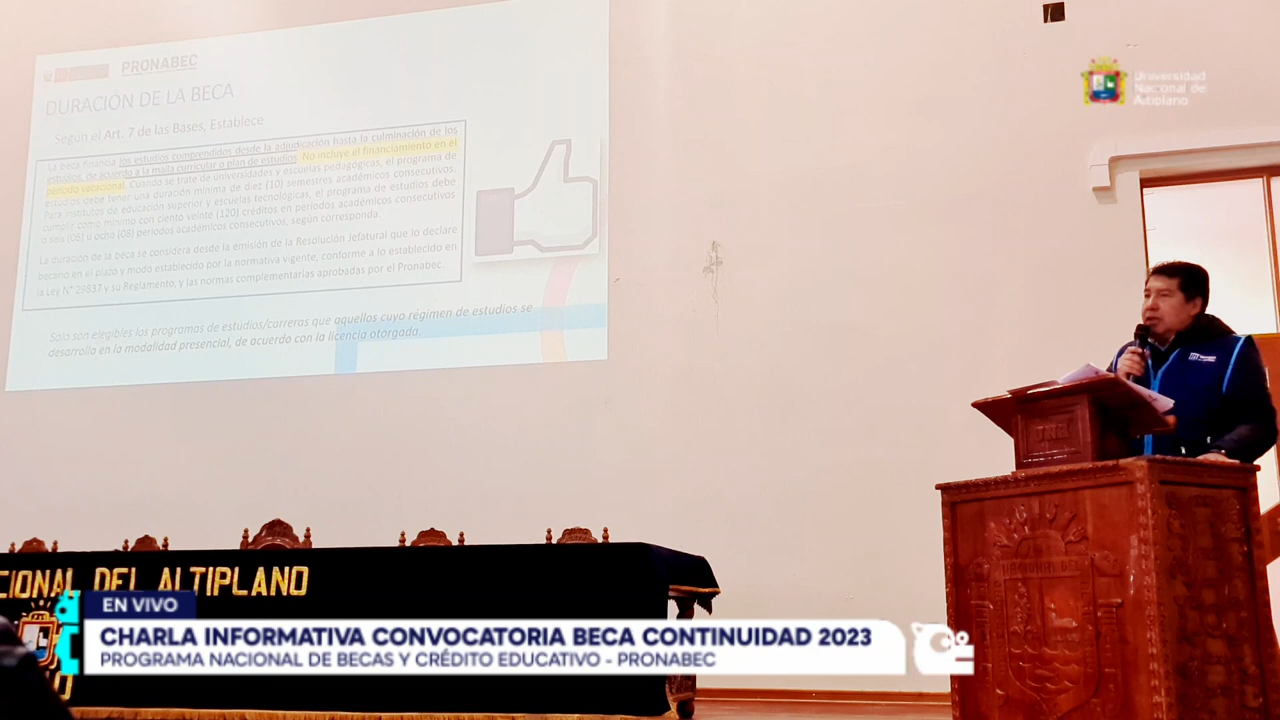 PRONABEC
DURACIÓN DE LA BECA
Según el Art. 7 de las Bases, Establece
La beca financia los estudios comprendidos desde la adjudicación hasta la culminación de los
estudios, de acuerdo a la malla curricular o plan de estudios. No incluye el financiamiento en el
periodo vacacional. Cuando se trate de universidades y escuelas pedagógicas, el programa de
estudios debe tener una duración mínima de diez (10) semestres académicos consecutivos.
Para institutos de educación superior y escuelas tecnológicas, el programa de estudios debe
cumplir como mínimo con ciento veinte (120) créditos en periodos académicos consecutivos
o seis (06) u ocho (08) periodos académicos consecutivos, según corresponda.
La duración de la beca se considera desde la emisión de la Resolución Jefatural que lo declare
becario en el plazo y modo establecido por la normativa vigente, conforme a lo establecido en
la Ley N° 29837 y su Reglamento, y las normas complementarias aprobadas por el Pronabec.
Solo son elegibles los programas de estudios/carreras que aquellos cuyo régimen de estudios se
desarrolla en la modalidad presencial, de acuerdo con la licencia otorgada.
Universidad
Nacional del
Altiplano
UNA
NACIONAL DEL
CIONAL DEL ALTIPLANO
EN VIVO
CHARLA INFORMATIVA CONVOCATORIA BECA CONTINUIDAD 2023
PROGRAMA NACIONAL DE BECAS Y CRÉDITO EDUCATIVO - PRONABEC